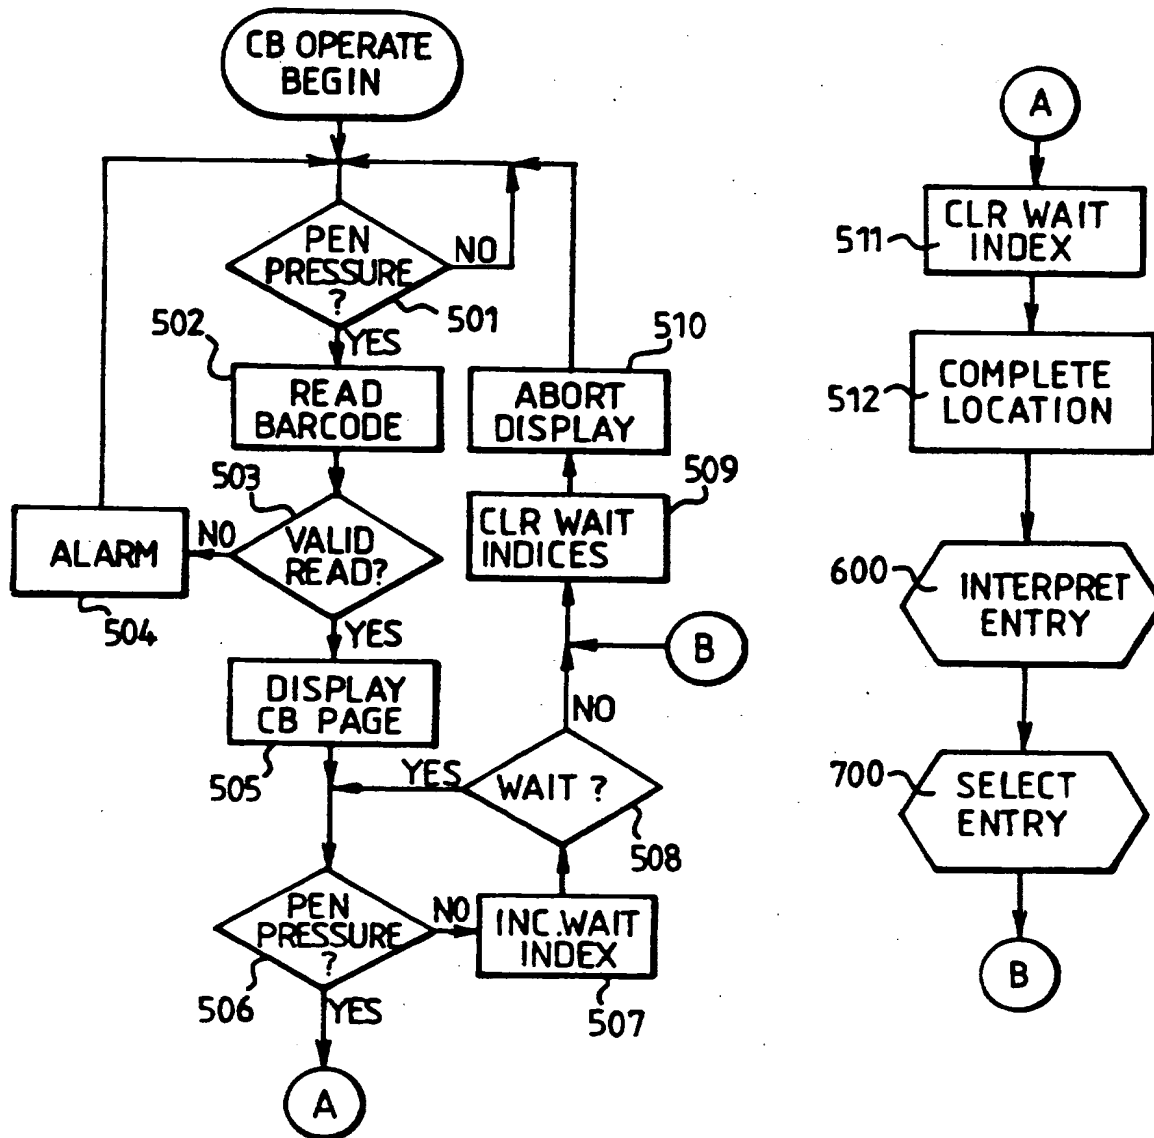 CB OPERATE
BEGIN
PEN
PRESSURE
?
NO
501
YES
502
READ
BARCODE
503
VALID
READ?
NO
ALARM
504
YES
DISPLAY
CB PAGE
505
PEN
PRESSURE
?
NO
506
YES
A
INC.WAIT
INDEX
507
WAIT ?
YES
508
NO
B
CLR WAIT
INDICES
509
ABORT
DISPLAY
510
A
CLR WAIT
INDEX
511
COMPLETE
LOCATION
512
INTERPRET
ENTRY
600
SELECT
ENTRY
700
B